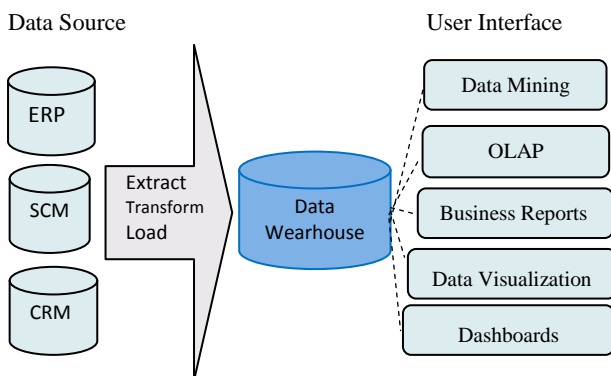 Data Source
User Interface
ERP
SCM
CRM
Extract
Transform
Load
Data
Wearhouse
Data Mining
OLAP
Business Reports
Data Visualization
Dashboards